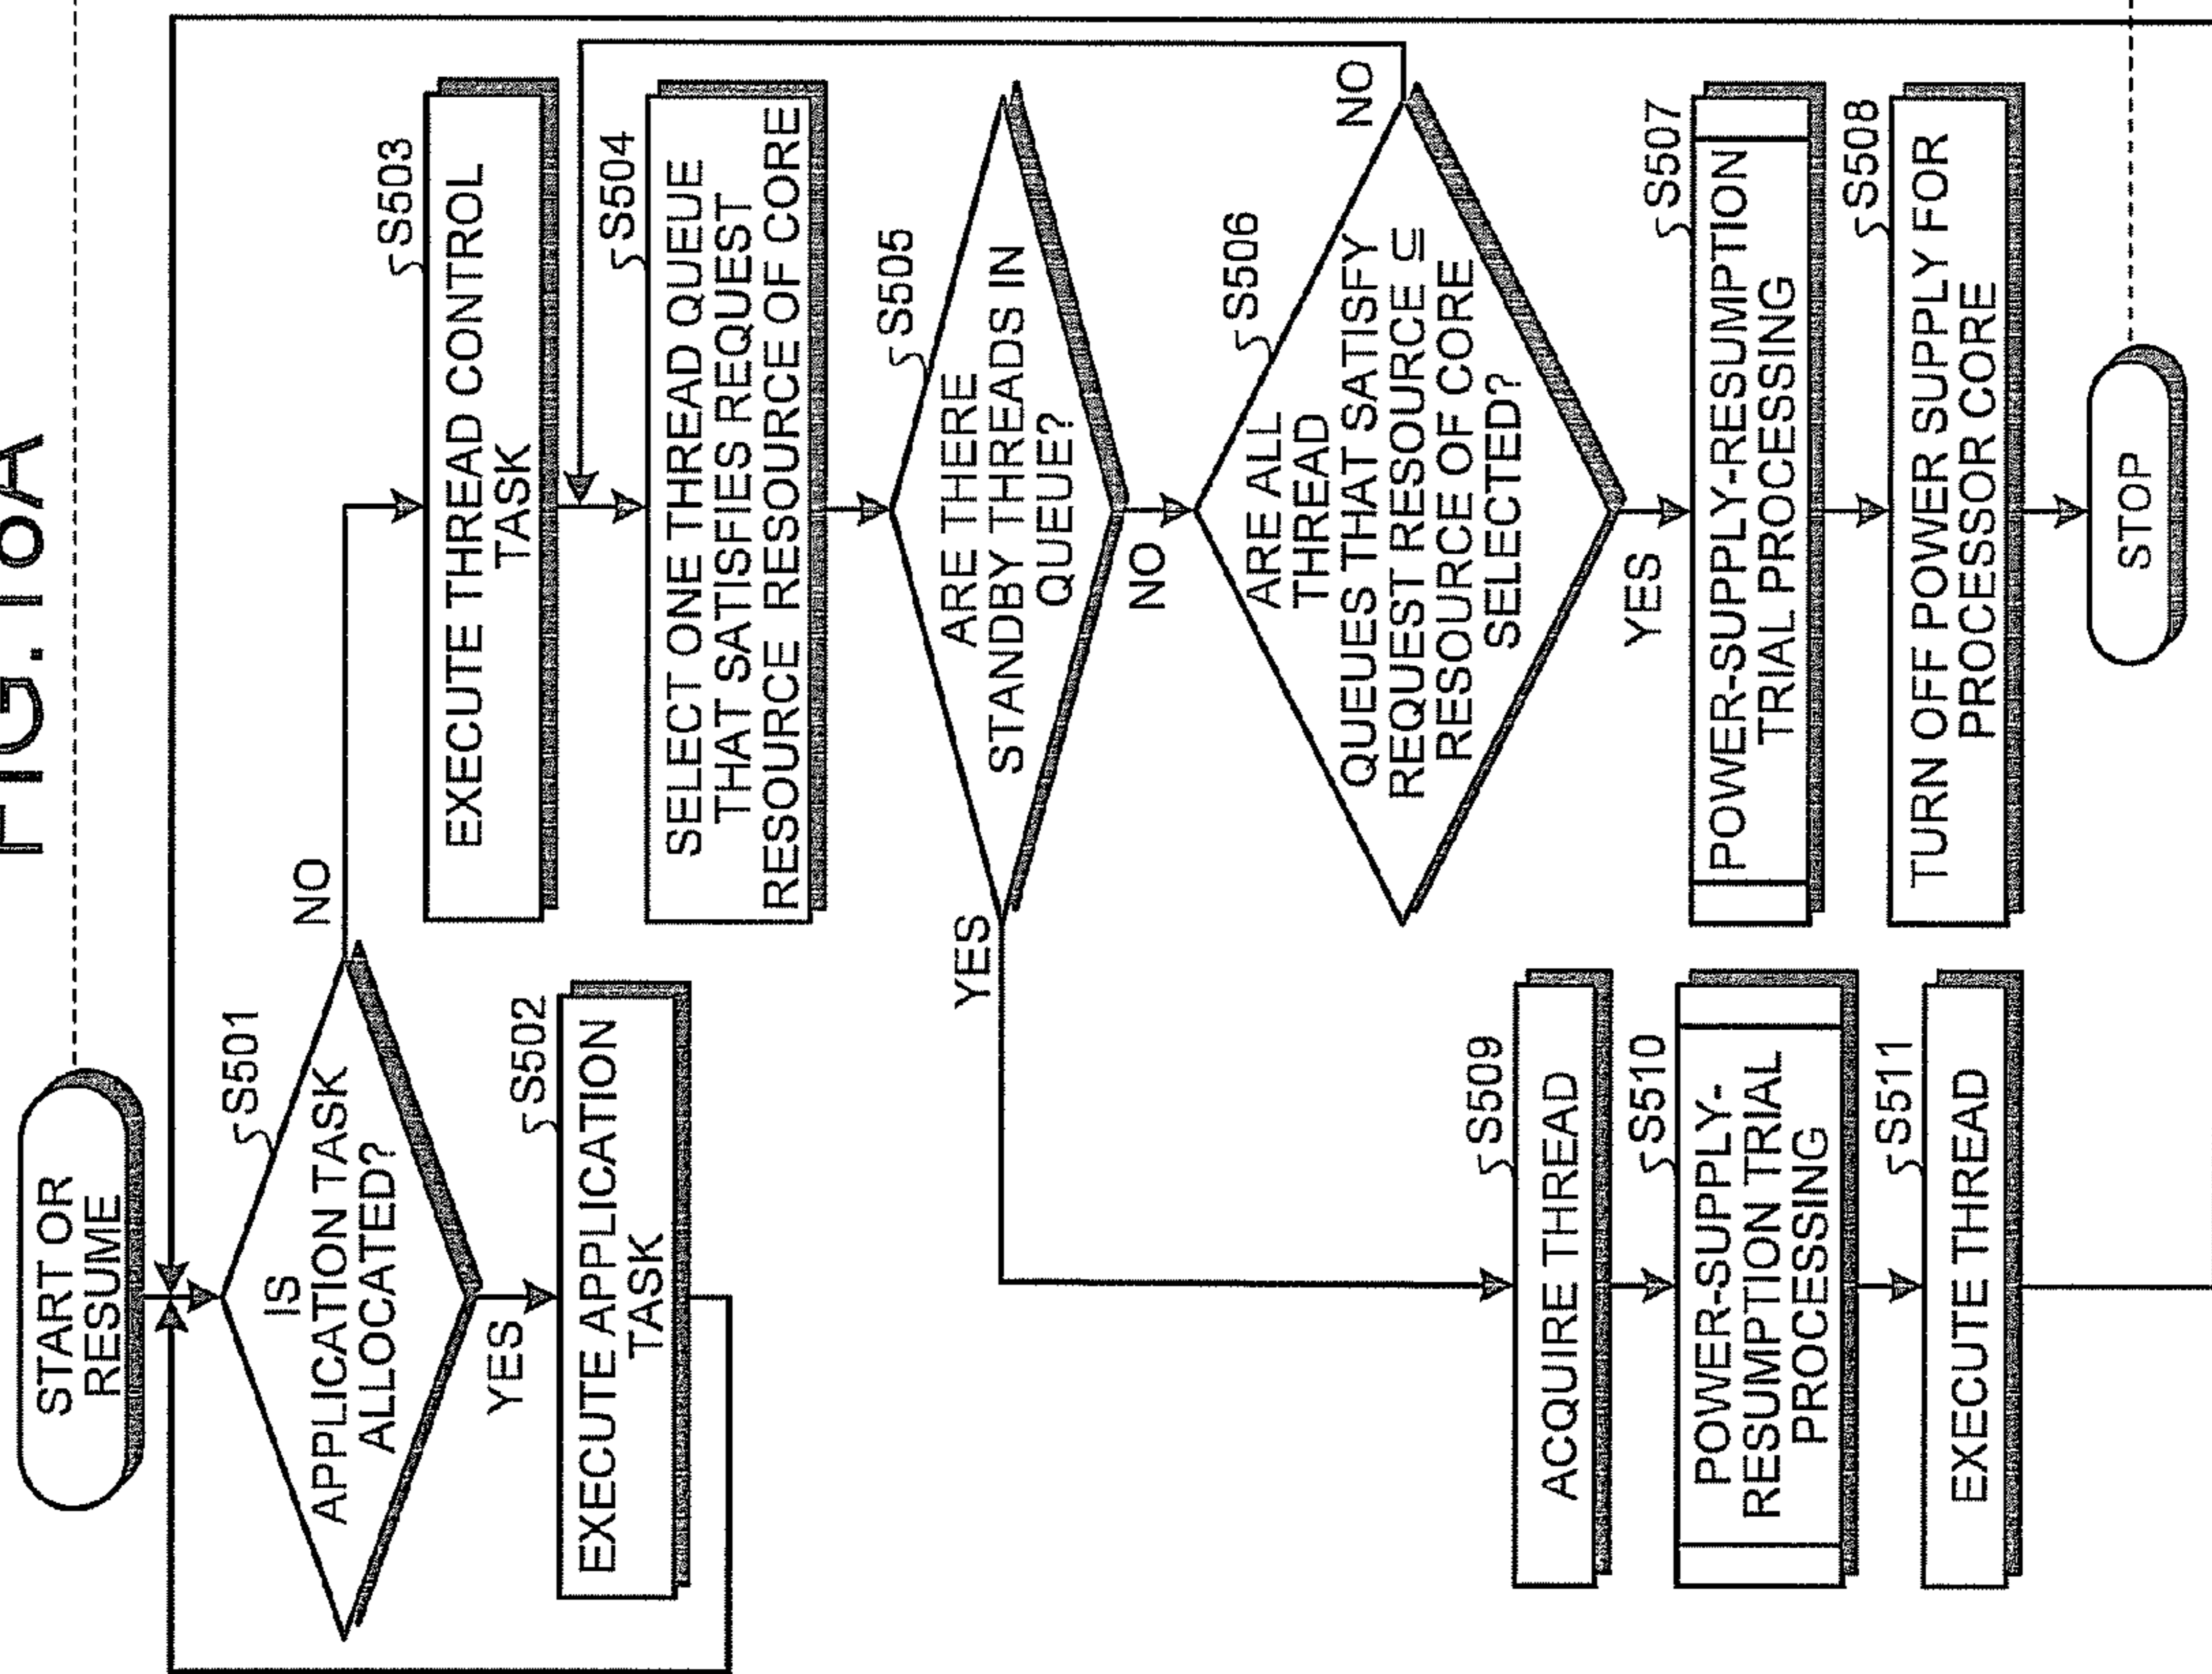 FIG.18A
START OR
RESUME
S501
IS
APPLICATION TASK
ALLOCATED?
NO
YES
S502
EXECUTE APPLICATION
TASK
S503
EXECUTE THREAD CONTROL
TASK
S504
SELECT ONE THREAD QUEUE
THAT SATISFIES REQUEST
RESOURCE RESOURCE OF CORE
S505
ARE THERE
STANDBY THREADS IN
QUEUE?
YES
NO
S506
ARE ALL
THREAD
QUEUES THAT SATISFY
REQUEST RESOURCE ⊆
RESOURCE OF CORE
SELECTED?
NO
YES
S507
POWER-SUPPLY-RESUMPTION
TRIAL PROCESSING
S508
TURN OFF POWER SUPPLY FOR
PROCESSOR CORE
STOP
S509
ACQUIRE THREAD
S510
POWER-SUPPLY-
RESUMPTION TRIAL
PROCESSING
S511
EXECUTE THREAD